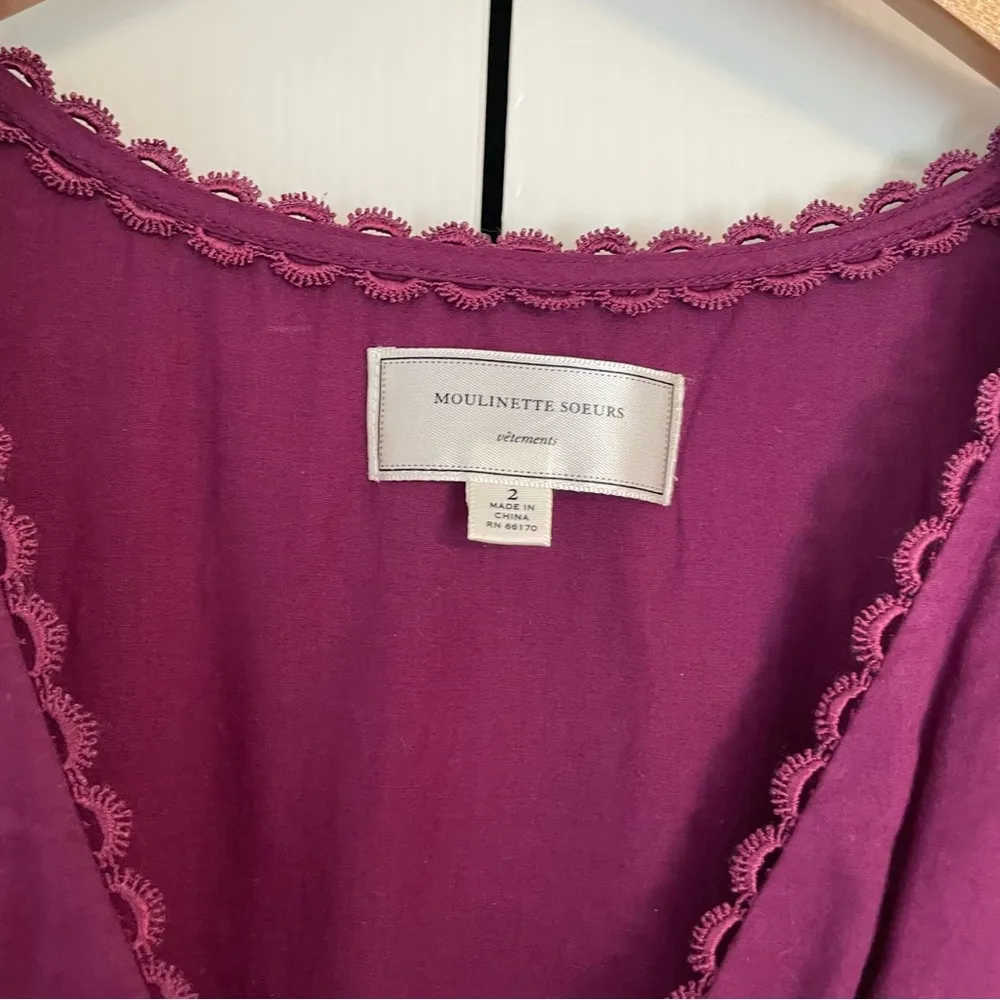 MOULINETTE SOEURS
vêtements
2
MADE IN
CHINA
RN 66170